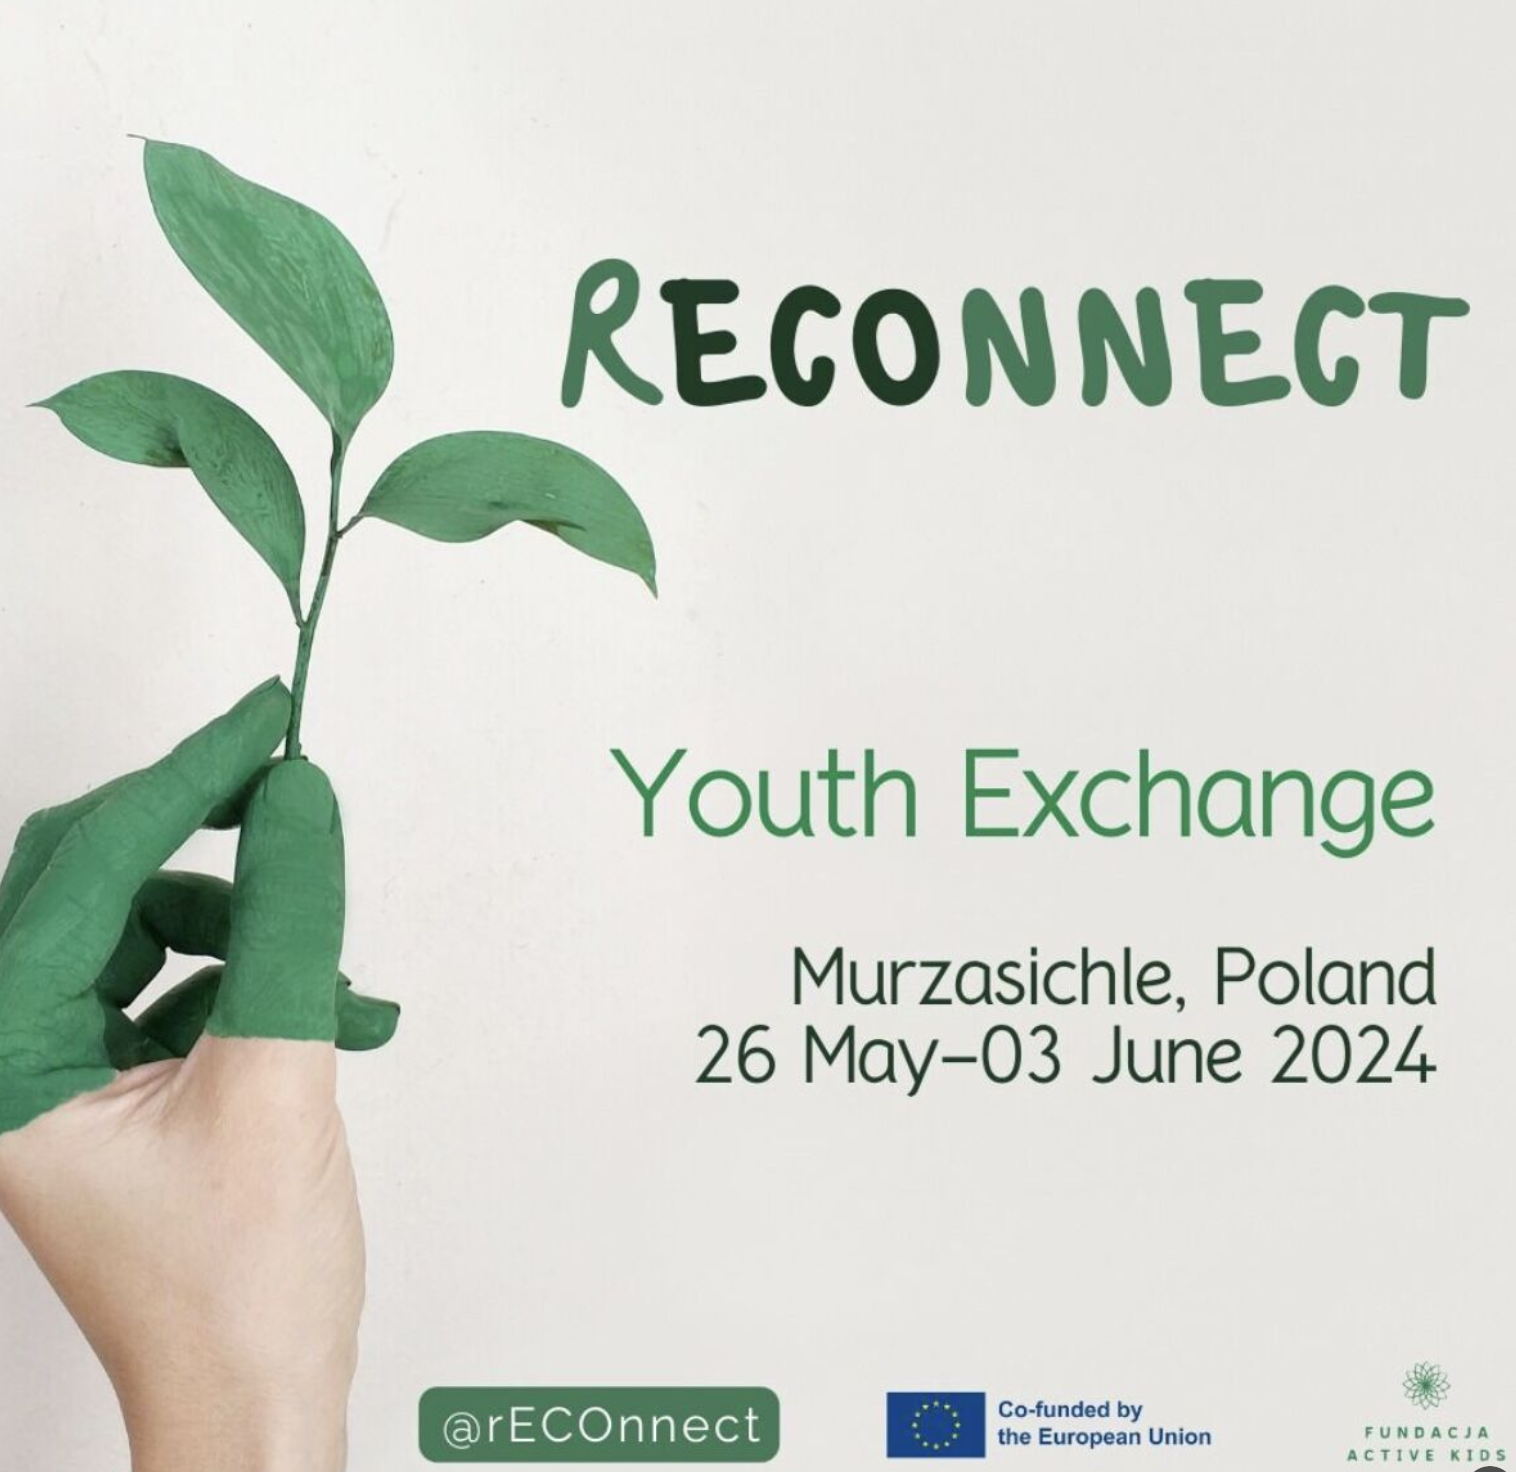 RECONNECT
Youth Exchange
Murzasichle, Poland
26 May–03 June 2024
@rECOnnect
Co-funded by
the European Union
FUNDACJA
ACTIVE KIDS